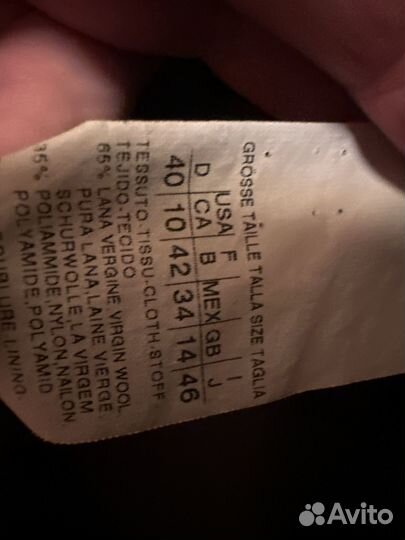 GRÖSSE TAILLE TALLA SIZE TAGLIA
USA F I
D CA B MEX GB J
40 10 42 34 14 46
TESSUTO-TISSU-CLOTH-STOFF
TEJIDO-TECIDO
65% LANA VERGINE VIRGIN WOOL
PURA LANA, LAINE VIERGE
SCHURWOLLE, LA VIRGEM
35% POLIAMMIDE, NYLON, NAILON
POLYAMIDE, POLYAMID
LINING
Avito